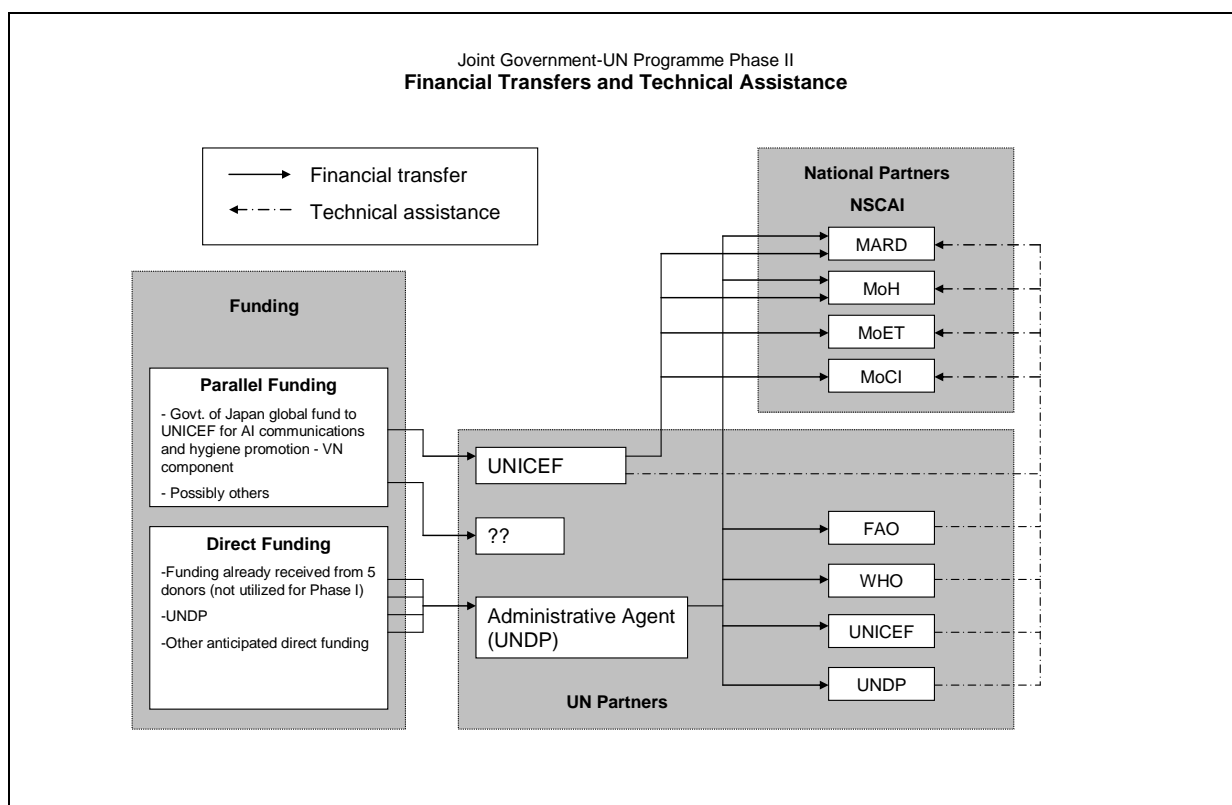 and hygiene promotion
Joint Government-UN Programme Phase II
Financial Transfers and Technical Assistance
Financial transfer
Technical assistance
National Partners
NSCAI
MARD
MoH
MoET
MoCI
Funding
Parallel Funding
- Govt. of Japan global fund to
UNICEF for AI communications
and hygiene promotion - VN
component
- Possibly others
Direct Funding
-Funding already received from 5
donors (not utilized for Phase I)
-UNDP
-Other anticipated direct funding
UNICEF
??
Administrative Agent
(UNDP)
FAO
WHO
UNICEF
UNDP
UN Partners